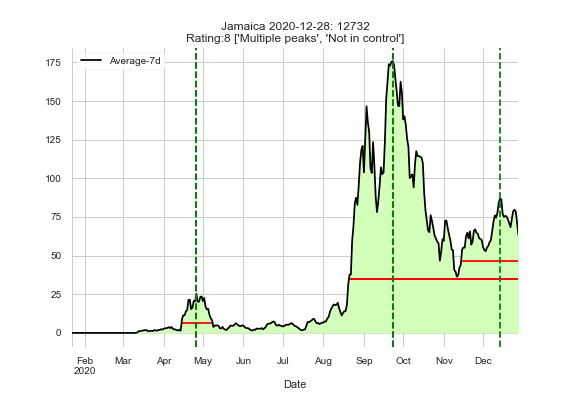 Jamaica 2020-12-28: 12732
Rating:8 ['Multiple peaks', 'Not in control']
Average-7d
175
150
125
100
75
50
25
0
Feb Mar Apr May Jun Jul Aug Sep Oct Nov Dec
2020
Date